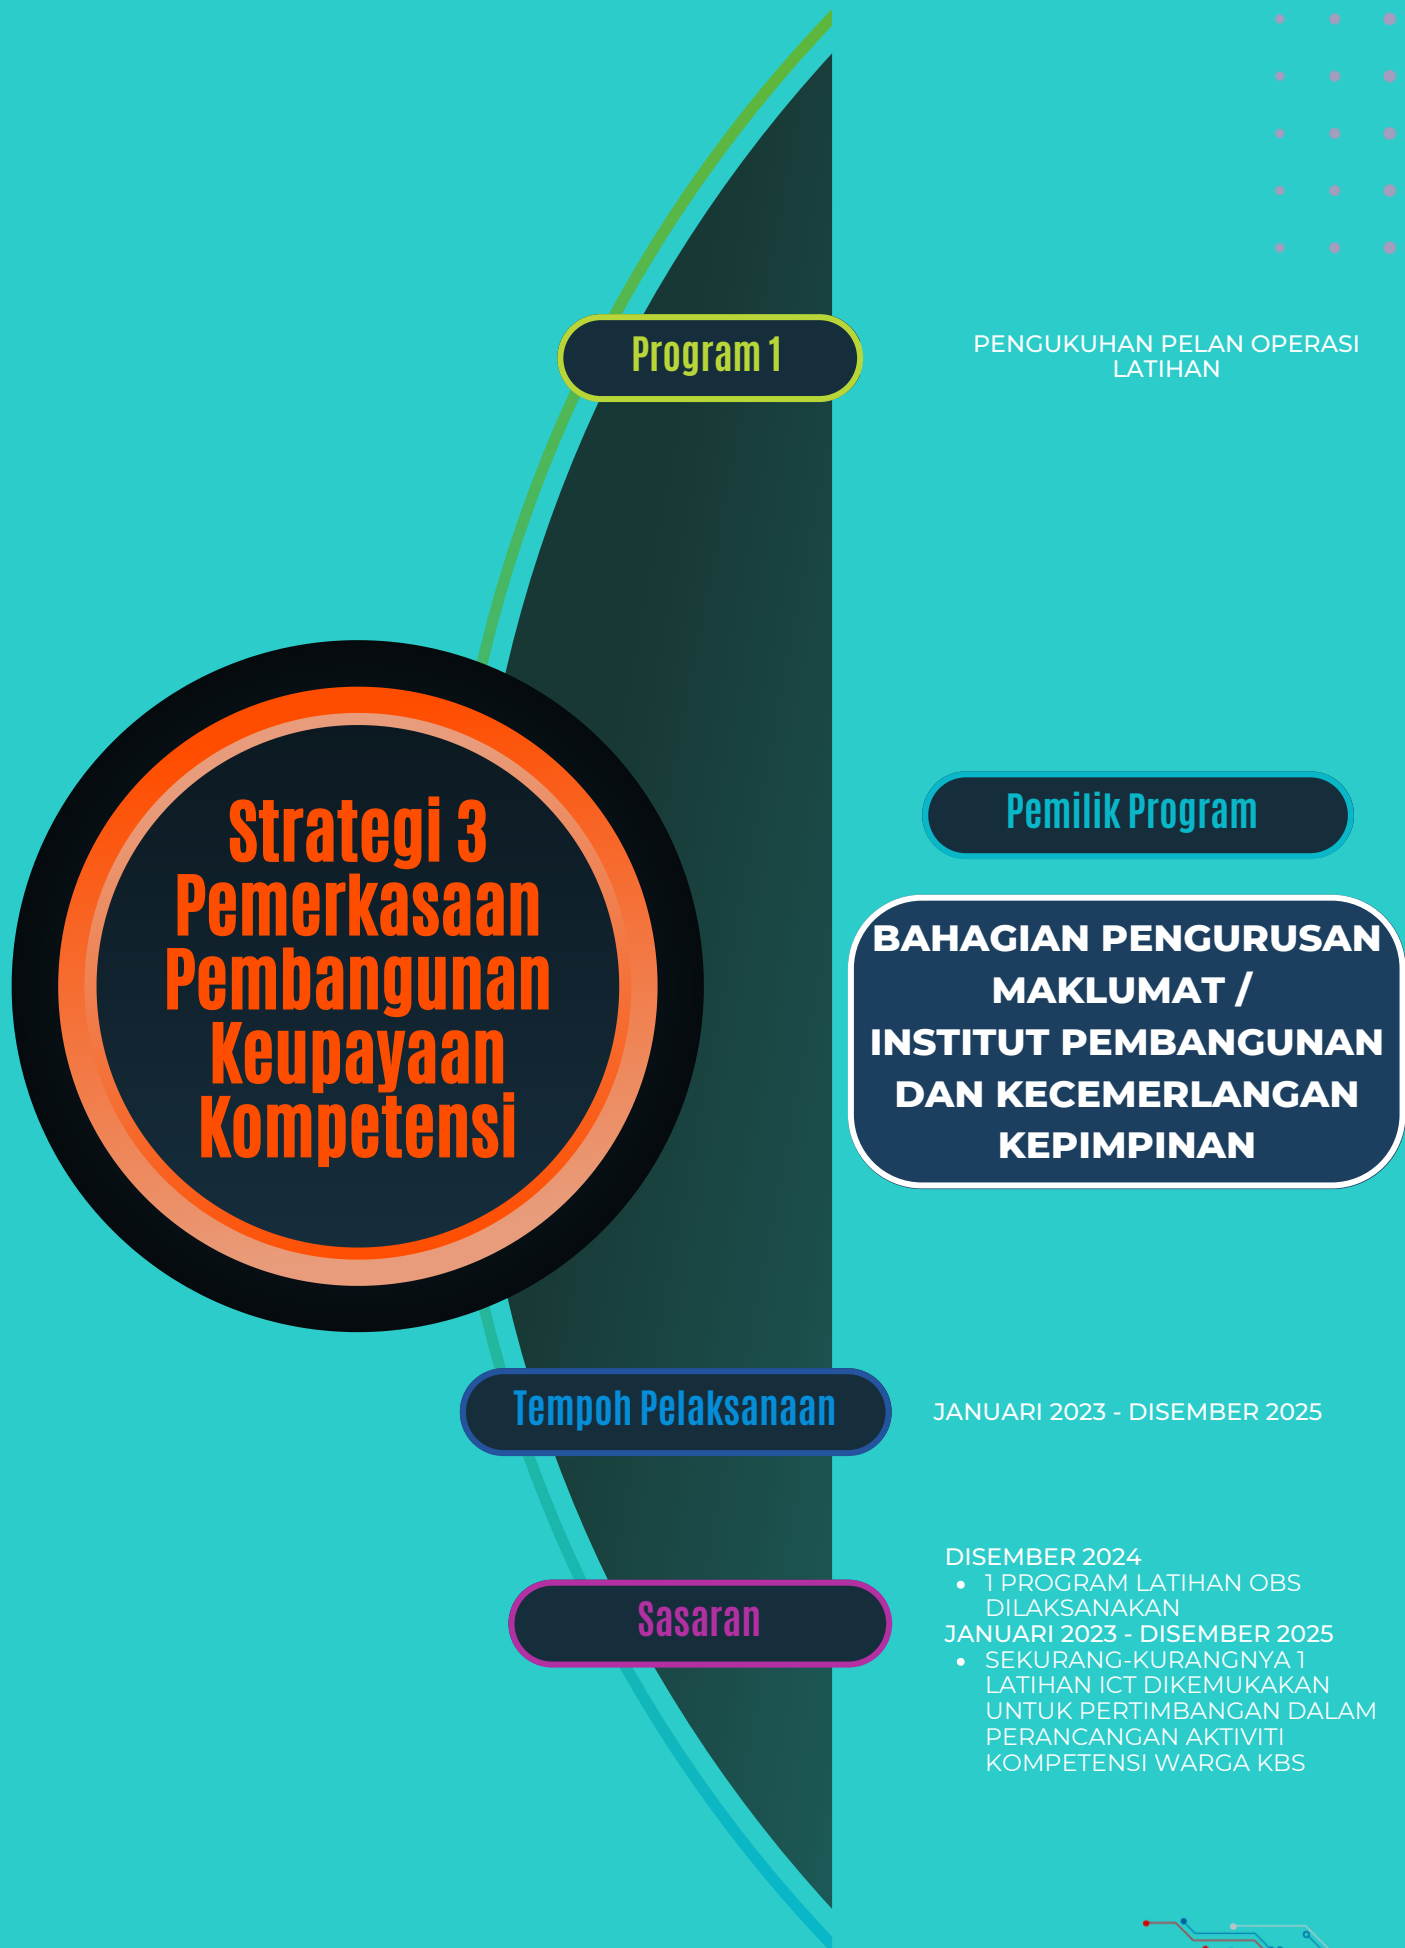 Program 1
PENGUKUHAN PELAN OPERASI
LATIHAN
Strategi 3
Pemerkasaan
Pembangunan
Keupayaan
Kompetensi
Pemilik Program
BAHAGIAN PENGURUSAN
MAKLUMAT /
INSTITUT PEMBANGUNAN
DAN KECEMERLANGAN
KEPIMPINAN
Tempoh Pelaksanaan
JANUARI 2023 - DISEMBER 2025
Sasaran
DISEMBER 2024
• 1 PROGRAM LATIHAN OBS
DILAKSANAKAN
JANUARI 2023 - DISEMBER 2025
• SEKURANG-KURANGNYA 1
LATIHAN ICT DIKEMUKAKAN
UNTUK PERTIMBANGAN DALAM
PERANCANGAN AKTIVITI
KOMPETENSI WARGA KBS